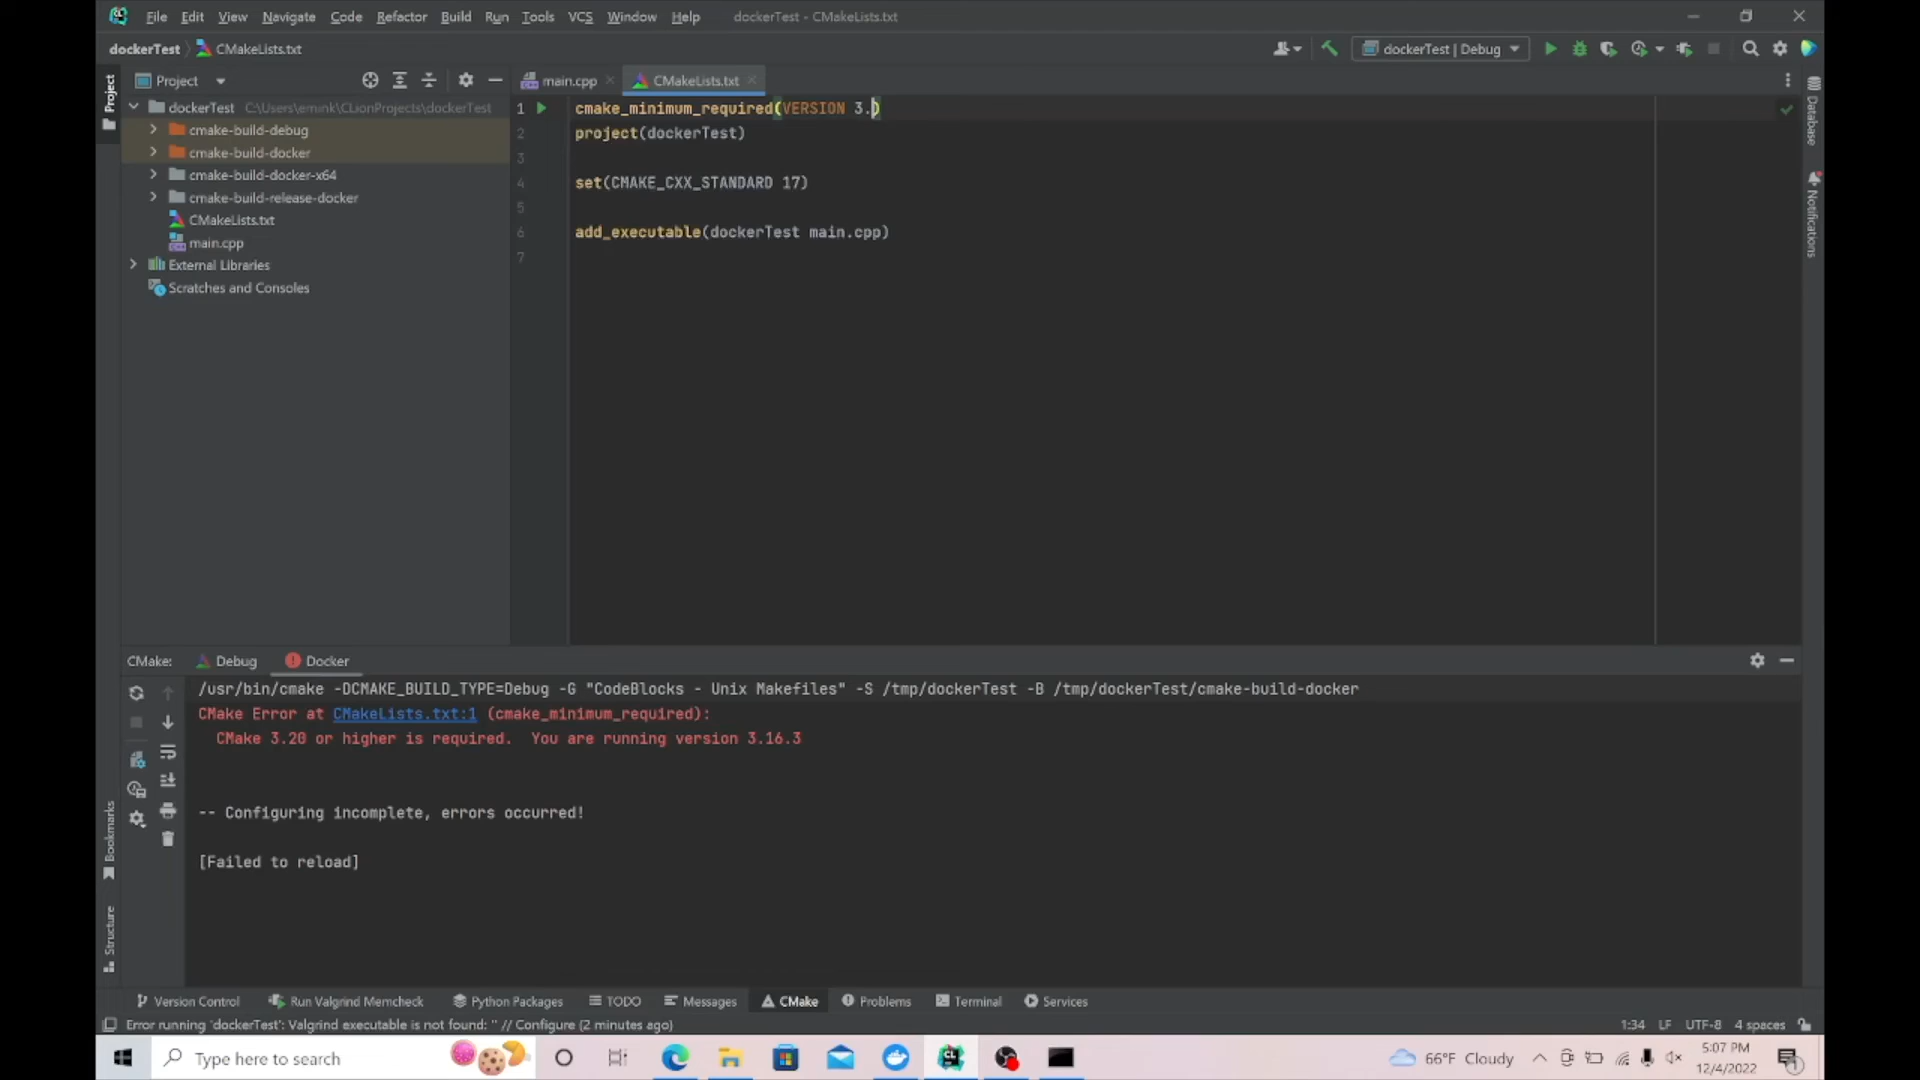 File Edit View Navigate Code Refactor Build Run Tools VCS Window Help dockerTest - CMakeLists.txt
dockerTest CMakeLists.txt
dockerTest | Debug
Project
Project
main.cpp
CMakeLists.txt
dockerTest C:\Users\emink\CLionProjects\dockerTest
cmake-build-debug
cmake-build-docker
cmake-build-docker-x64
cmake-build-release-docker
CMakeLists.txt
main.cpp
External Libraries
Scratches and Consoles
1 cmake_minimum_required(VERSION 3.)
2 project(dockerTest)
3
4 set(CMAKE_CXX_STANDARD 17)
5
6 add_executable(dockerTest main.cpp)
7
Database
Notifications
CMake: Debug Docker
/usr/bin/cmake -DCMAKE_BUILD_TYPE=Debug -G "CodeBlocks - Unix Makefiles" -S /tmp/dockerTest -B /tmp/dockerTest/cmake-build-docker
CMake Error at CMakeLists.txt:1 (cmake_minimum_required):
CMake 3.20 or higher is required.  You are running version 3.16.3
-- Configuring incomplete, errors occurred!
[Failed to reload]
Bookmarks
Structure
Version Control Run Valgrind Memcheck Python Packages TODO Messages CMake Problems Terminal Services
Error running 'dockerTest': Valgrind executable is not found: '' // Configure (2 minutes ago)
1:34 LF UTF-8 4 spaces
Type here to search
66°F Cloudy
5:07 PM
12/4/2022
1